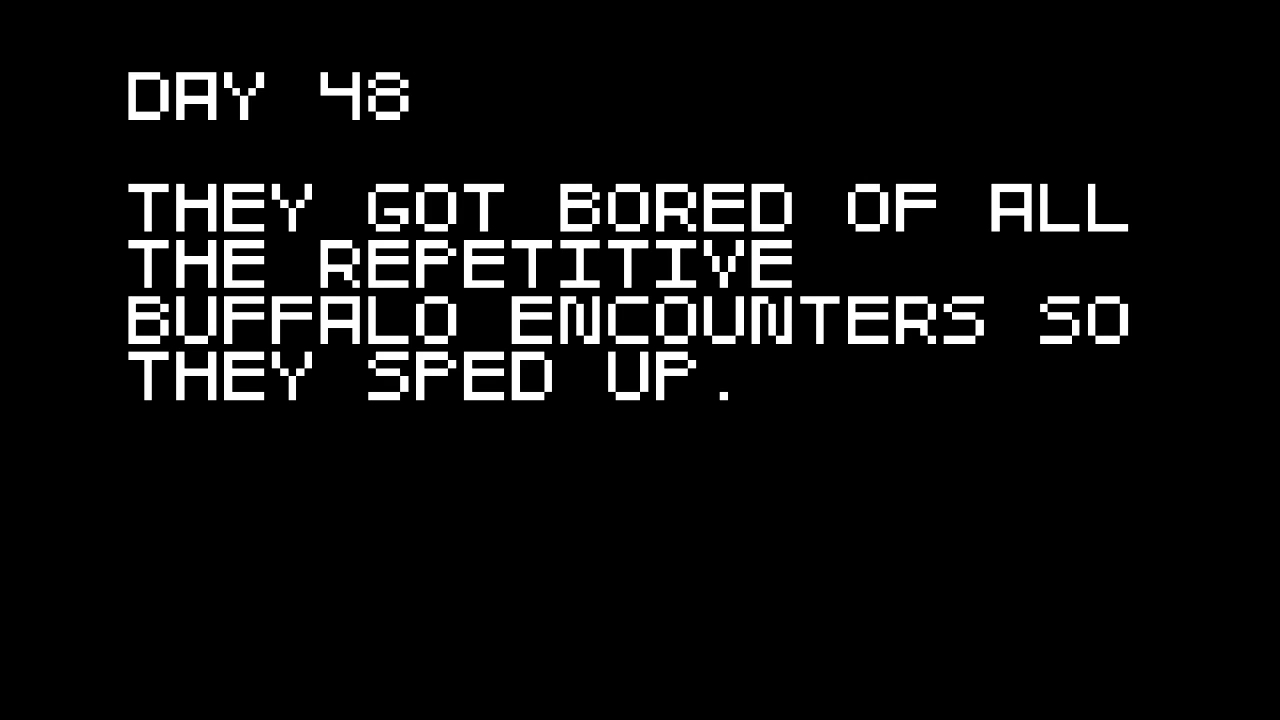 DAY 48
THEY GOT BORED OF ALL
THE REPETITIVE
BUFFALO ENCOUNTERS SO
THEY SPED UP.